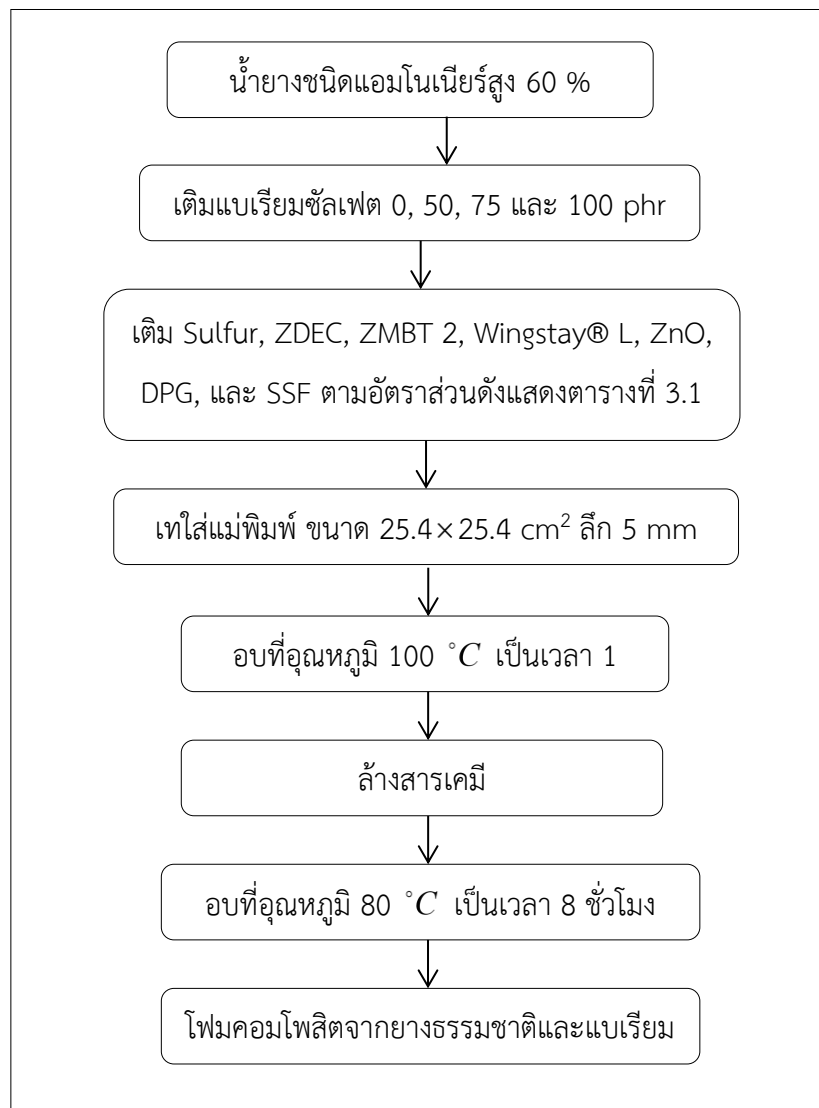 น้ำยางชนิดแอมโนเนียร์สูง 60 %
เติมแบเรียมซัลเฟต 0, 50, 75 และ 100 phr
เติม Sulfur, ZDEC, ZMBT 2, Wingstay® L, ZnO,
DPG, และ SSF ตามอัตราส่วนดังแสดงตารางที่ 3.1
เทใส่แม่พิมพ์ ขนาด 25.4×25.4 cm² ลึก 5 mm
อบที่อุณหภูมิ 100 °C เป็นเวลา 1
ล้างสารเคมี
อบที่อุณหภูมิ 80 °C เป็นเวลา 8 ชั่วโมง
โฟมคอมโพสิตจากยางธรรมชาติและแบเรียม